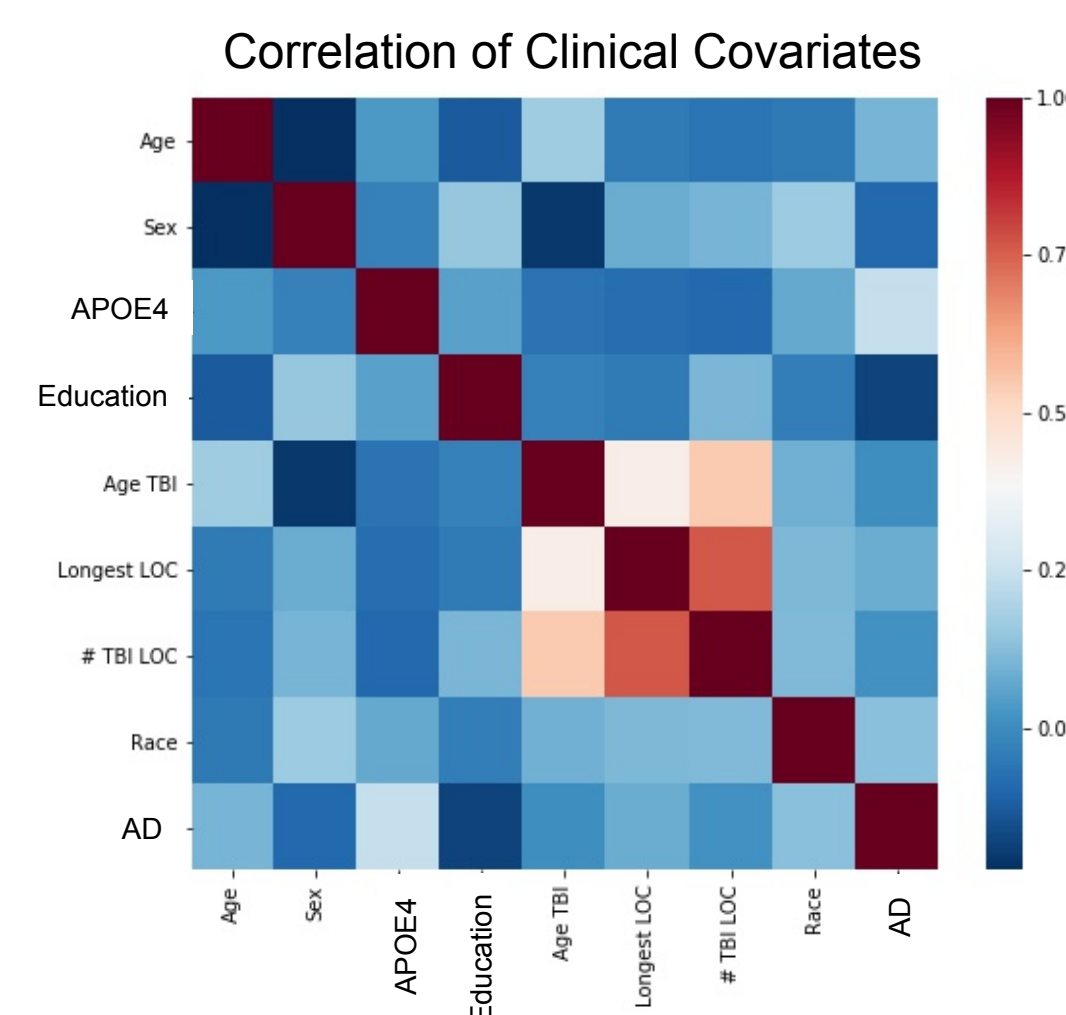 Correlation of Clinical Covariates
Age
Sex
APOE4
Education
Age TBI
Longest LOC
# TBI LOC
Race
AD
Age
Sex
APOE4
Education
Age TBI
Longest LOC
# TBI LOC
Race
AD
1.0
0.7
0.5
0.2
0.0